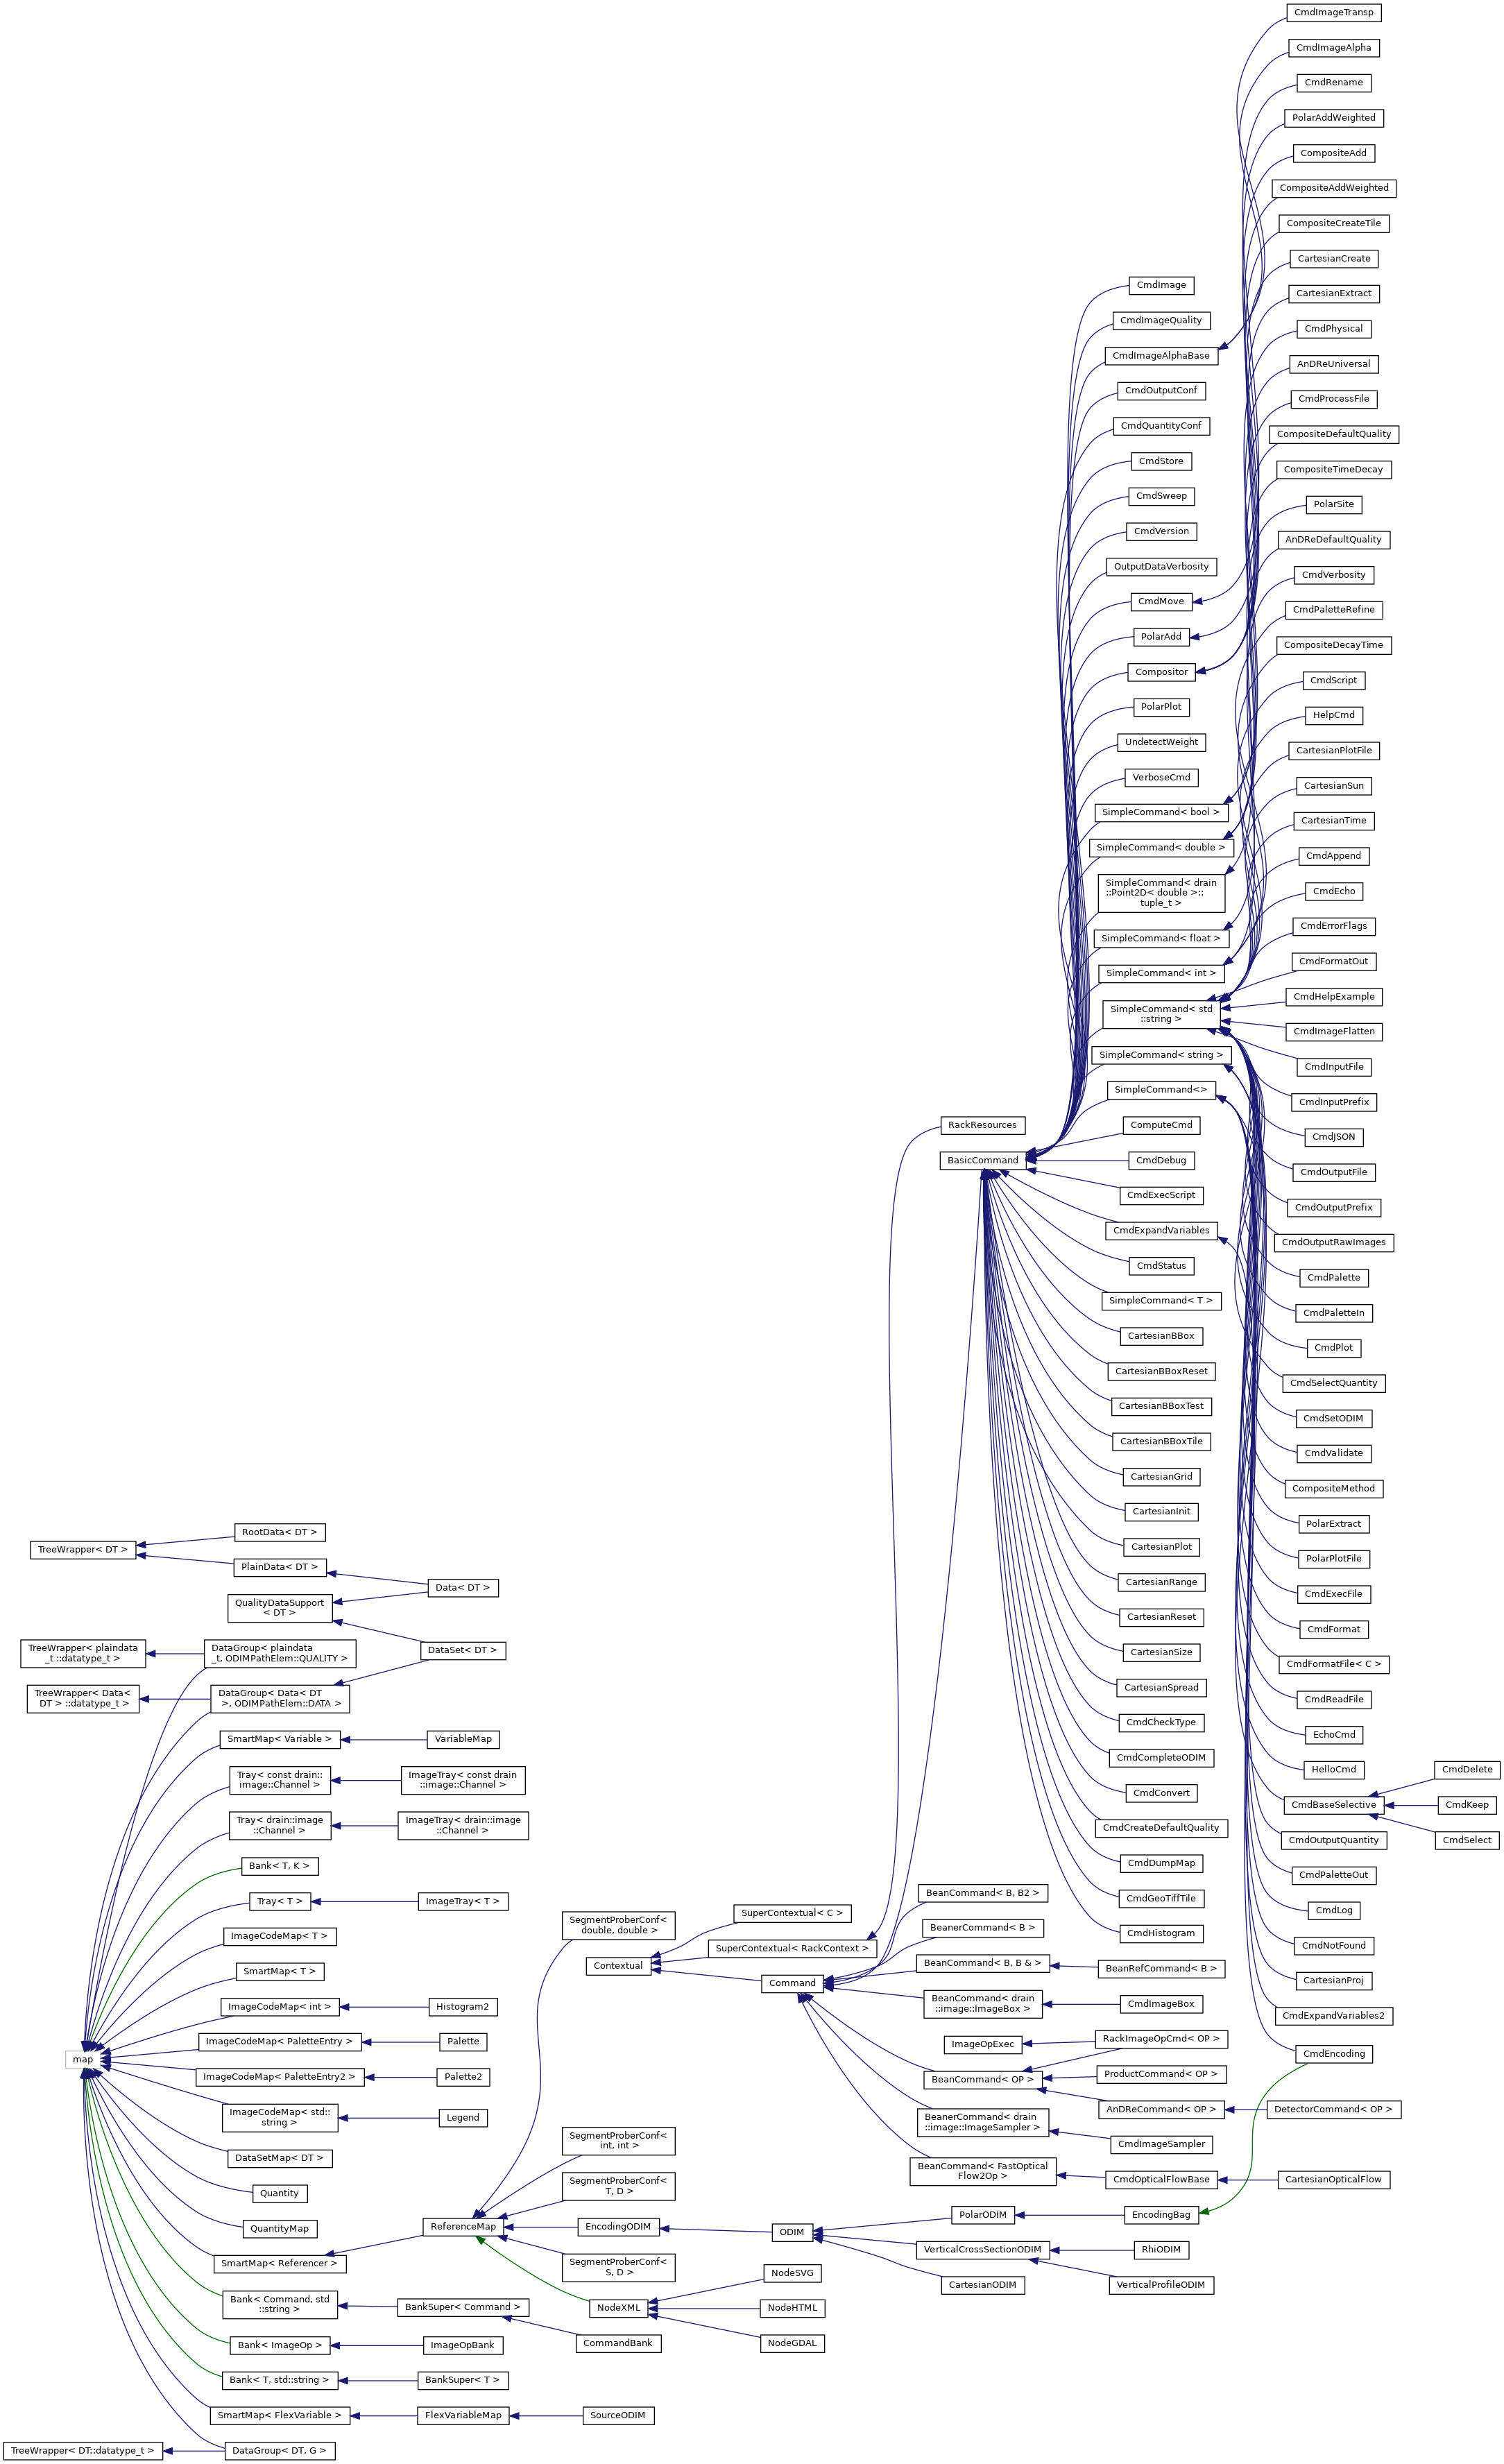 CmdImageTransp
CmdImageAlpha
CmdRename
PolarAddWeighted
CompositeAdd
CompositeAddWeighted
CompositeCreateTile
CartesianCreate
CartesianExtract
CmdPhysical
AnDReUniversal
CmdProcessFile
CompositeDefaultQuality
CompositeTimeDecay
PolarSite
AnDReDefaultQuality
CmdVerbosity
CmdPaletteRefine
CompositeDecayTime
CmdScript
HelpCmd
CartesianPlotFile
CartesianSun
CartesianTime
CmdAppend
CmdEcho
CmdErrorFlags
CmdFormatOut
CmdHelpExample
CmdImageFlatten
CmdInputFile
CmdInputPrefix
CmdJSON
CmdOutputFile
CmdOutputPrefix
CmdOutputRawImages
CmdPalette
CmdPaletteIn
CmdPlot
CmdSelectQuantity
CmdSetODIM
CmdValidate
CompositeMethod
PolarExtract
PolarPlotFile
CmdExecFile
CmdFormat
CmdFormatFile< C >
CmdReadFile
EchoCmd
HelloCmd
CmdBaseSelective
CmdOutputQuantity
CmdPaletteOut
CmdLog
CmdNotFound
CartesianProj
CmdExpandVariables2
CmdEncoding
CmdDelete
CmdKeep
CmdSelect
DetectorCommand< OP >
CartesianOpticalFlow
CmdImage
CmdImageQuality
CmdImageAlphaBase
CmdOutputConf
CmdQuantityConf
CmdStore
CmdSweep
CmdVersion
OutputDataVerbosity
CmdMove
PolarAdd
Compositor
PolarPlot
UndetectWeight
VerboseCmd
SimpleCommand< bool >
SimpleCommand< double >
SimpleCommand< drain
::Point2D< double >::
tuple_t >
SimpleCommand< float >
SimpleCommand< int >
SimpleCommand< std
::string >
SimpleCommand< string >
SimpleCommand<>
ComputeCmd
CmdDebug
CmdExecScript
CmdExpandVariables
CmdStatus
SimpleCommand< T >
CartesianBBox
CartesianBBoxReset
CartesianBBoxTest
CartesianBBoxTile
CartesianGrid
CartesianInit
CartesianPlot
CartesianRange
CartesianReset
CartesianSize
CartesianSpread
CmdCheckType
CmdCompleteODIM
CmdConvert
CmdCreateDefaultQuality
CmdDumpMap
CmdGeoTiffTile
CmdHistogram
BeanRefCommand< B >
CmdImageBox
RackImageOpCmd< OP >
ProductCommand< OP >
AnDReCommand< OP >
CmdImageSampler
CmdOpticalFlowBase
EncodingBag
RhiODIM
VerticalProfileODIM
RackResources
BasicCommand
BeanCommand< B, B2 >
BeanerCommand< B >
BeanCommand< B, B & >
BeanCommand< drain
::image::ImageBox >
ImageOpExec
BeanCommand< OP >
BeanerCommand< drain
::image::ImageSampler >
BeanCommand< FastOptical
Flow2Op >
PolarODIM
VerticalCrossSectionODIM
CartesianODIM
SuperContextual< C >
SuperContextual< RackContext >
Command
ODIM
NodeSVG
NodeHTML
NodeGDAL
SegmentProberConf<
double, double >
Contextual
SegmentProberConf<
int, int >
SegmentProberConf<
T, D >
EncodingODIM
SegmentProberConf<
S, D >
NodeXML
CommandBank
SourceODIM
TreeWrapper< DT >
RootData< DT >
PlainData< DT >
Data< DT >
QualityDataSupport
< DT >
DataSet< DT >
TreeWrapper< plaindata
_t ::datatype_t >
DataGroup< plaindata
_t, ODIMPathElem::QUALITY >
TreeWrapper< Data<
DT > ::datatype_t >
DataGroup< Data< DT
>, ODIMPathElem::DATA >
SmartMap< Variable >
VariableMap
Tray< const drain::
image::Channel >
ImageTray< const drain
::image::Channel >
Tray< drain::image
::Channel >
ImageTray< drain::image
::Channel >
Bank< T, K >
Tray< T >
ImageTray< T >
ImageCodeMap< T >
SmartMap< T >
ImageCodeMap< int >
Histogram2
ImageCodeMap< PaletteEntry >
Palette
map
ImageCodeMap< PaletteEntry2 >
Palette2
ImageCodeMap< std::
string >
Legend
DataSetMap< DT >
Quantity
QuantityMap
ReferenceMap
SmartMap< Referencer >
Bank< Command, std
::string >
BankSuper< Command >
Bank< ImageOp >
ImageOpBank
Bank< T, std::string >
BankSuper< T >
SmartMap< FlexVariable >
FlexVariableMap
TreeWrapper< DT::datatype_t >
DataGroup< DT, G >